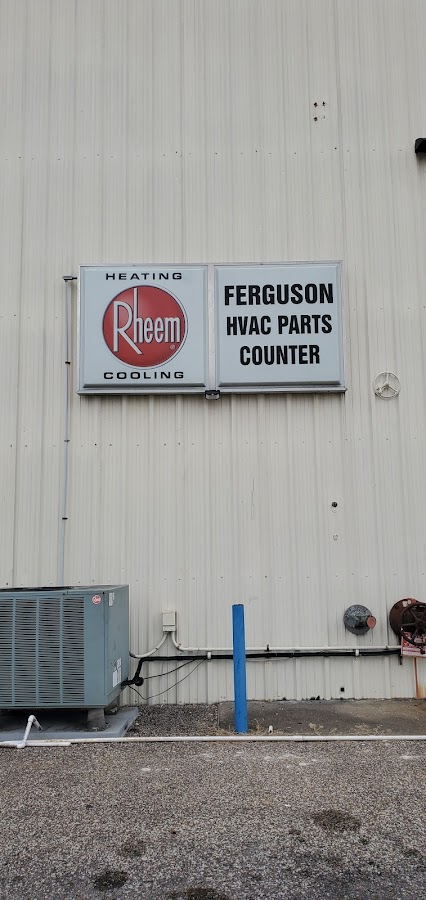 HEATING
Rheem
COOLING
FERGUSON
HVAC PARTS
COUNTER